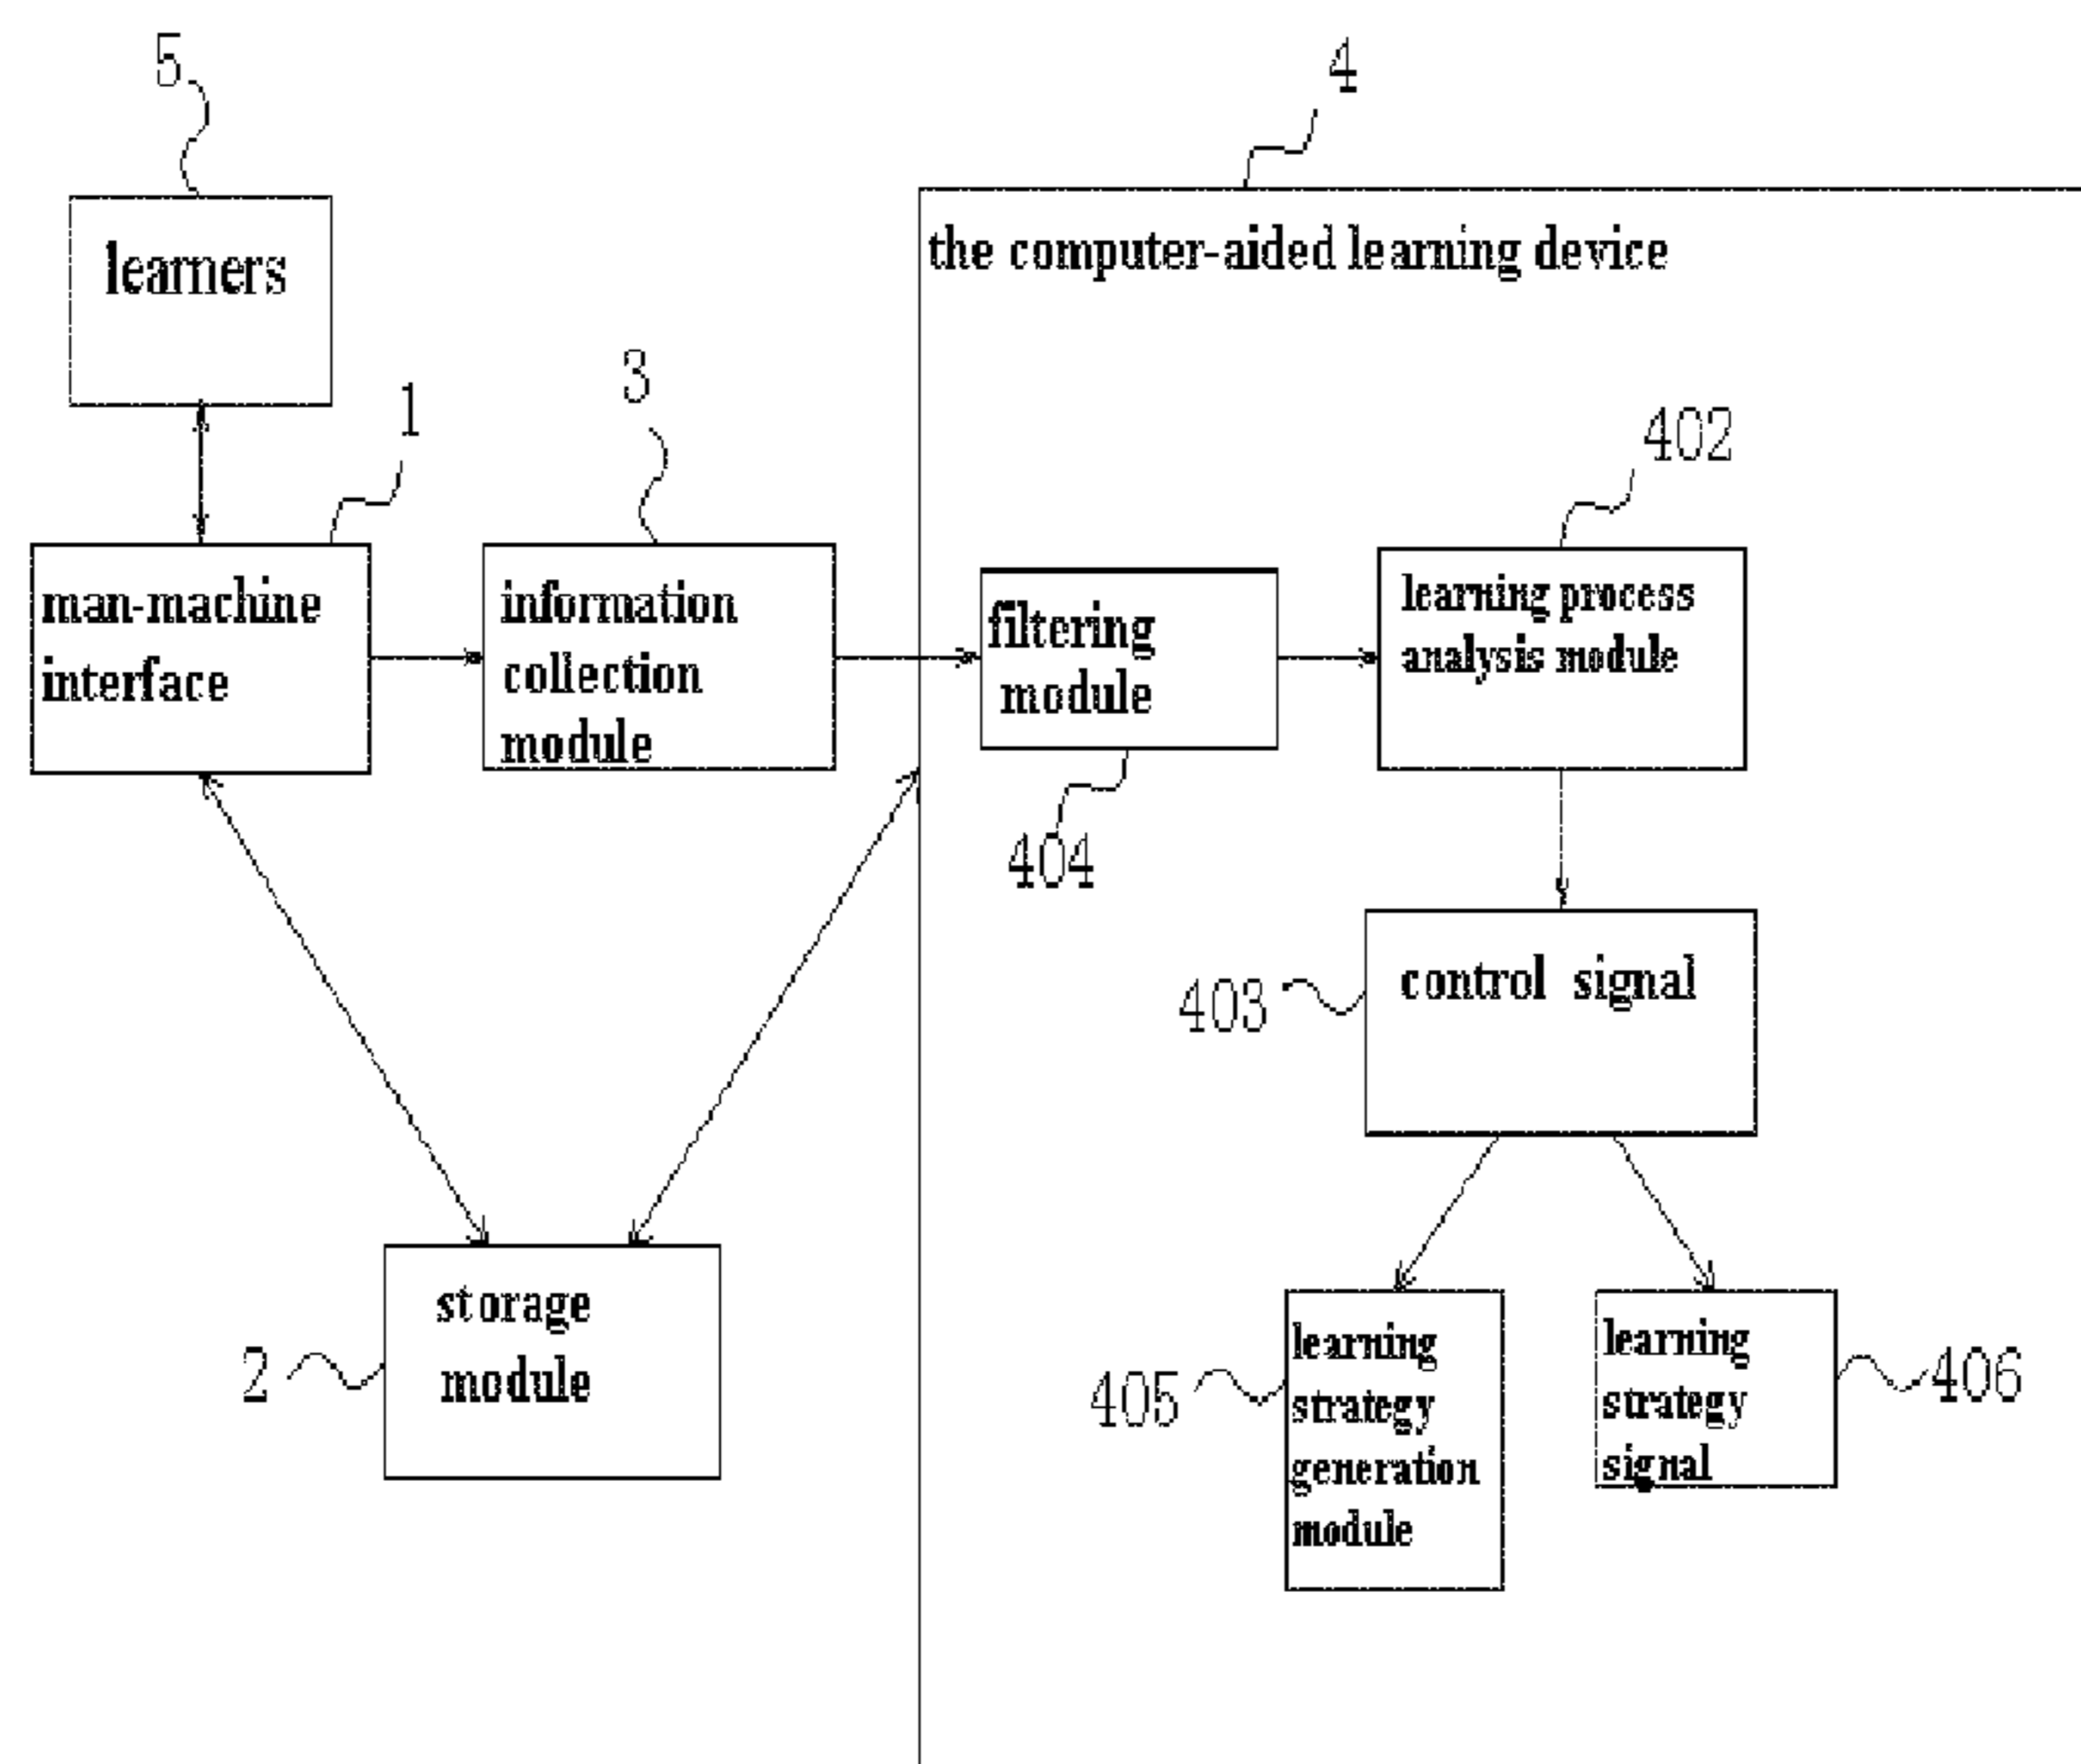 5
4
learners
the computer-aided learning device
1
3
402
man-machine
interface
information
collection
module
filtering
module
learning process
analysis module
404
403
control signal
storage
module
2
405
learning
strategy
generation
module
learning
strategy
signal
406